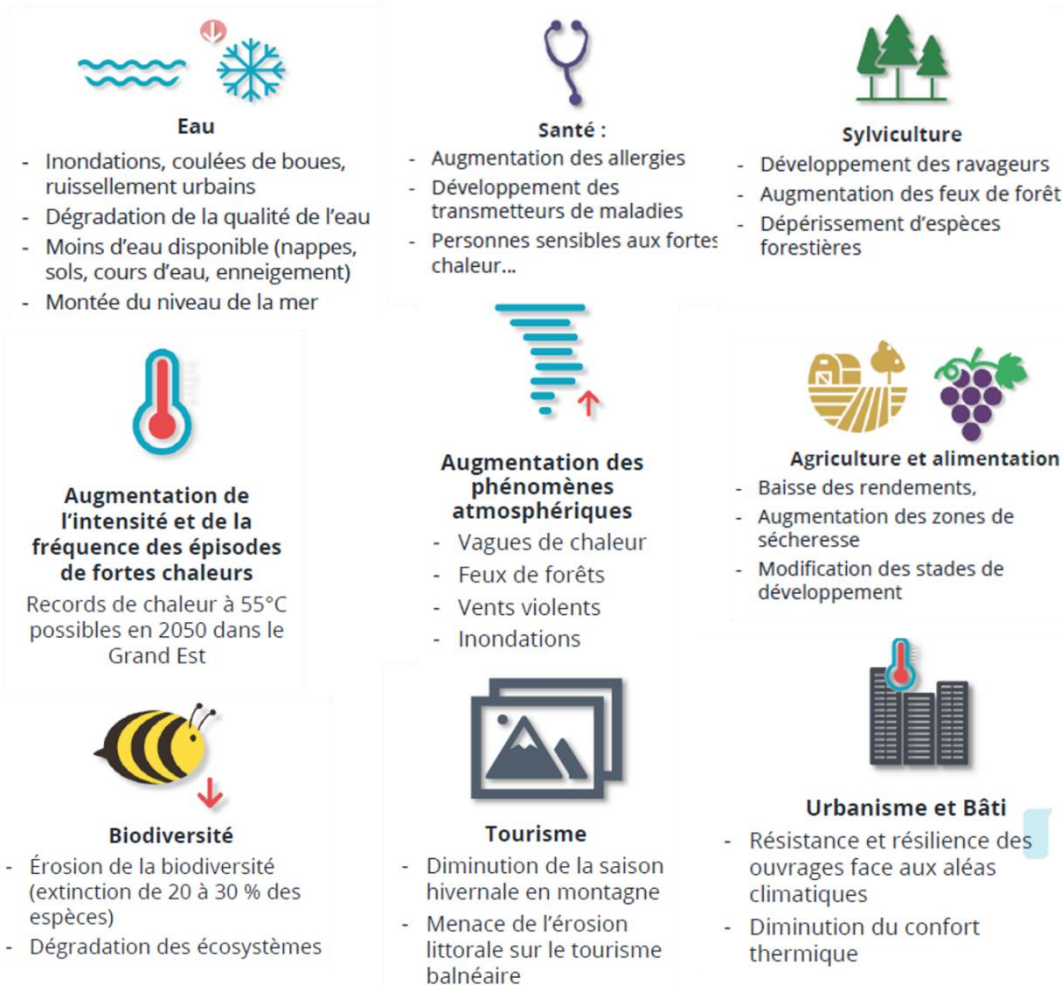 Eau
- Inondations, coulées de boues,
ruissellement urbains
- Dégradation de la qualité de l'eau
- Moins d'eau disponible (nappes,
sols, cours d'eau, enneigement)
- Montée du niveau de la mer
Santé :
- Augmentation des allergies
- Développement des
transmetteurs de maladies
- Personnes sensibles aux fortes
chaleur...
Sylviculture
- Développement des ravageurs
- Augmentation des feux de forêt
- Dépérissement d'espèces
forestières
Augmentation de
l'intensité et de la
fréquence des épisodes
de fortes chaleurs
Records de chaleur à 55°C
possibles en 2050 dans le
Grand Est
Augmentation des
phénomènes
atmosphériques
- Vagues de chaleur
- Feux de forêts
- Vents violents
- Inondations
Agriculture et alimentation
- Baisse des rendements,
- Augmentation des zones de
sécheresse
- Modification des stades de
développement
Biodiversité
- Érosion de la biodiversité
(extinction de 20 à 30 % des
espèces)
- Dégradation des écosystèmes
Tourisme
- Diminution de la saison
hivernale en montagne
- Menace de l'érosion
littorale sur le tourisme
balnéaire
Urbanisme et Bâti
- Résistance et résilience des
ouvrages face aux aléas
climatiques
- Diminution du confort
thermique